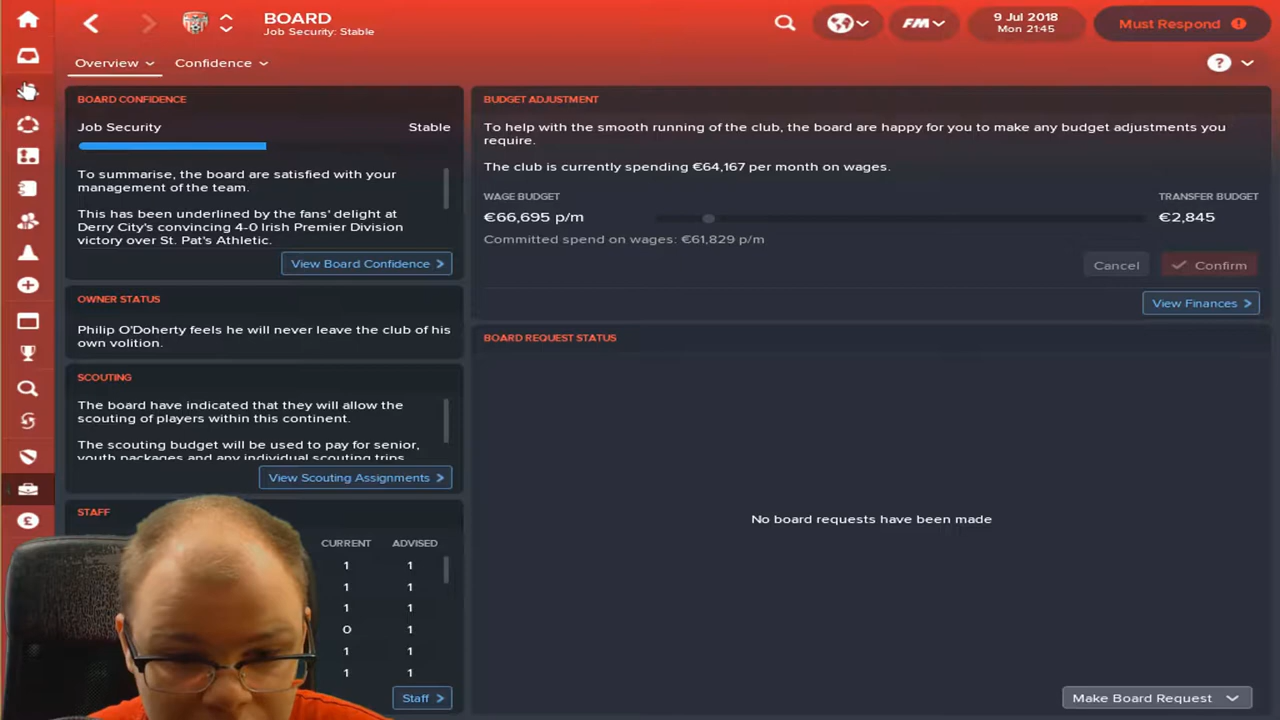 BOARD
Job Security: Stable
FM
9 Jul 2018
Mon 21:45
Must Respond
Overview
Confidence
?
BOARD CONFIDENCE
Job Security Stable
To summarise, the board are satisfied with your
management of the team.
This has been underlined by the fans' delight at
Derry City's convincing 4-0 Irish Premier Division
victory over St. Pat's Athletic.
View Board Confidence >
OWNER STATUS
Philip O'Doherty feels he will never leave the club of his
own volition.
SCOUTING
The board have indicated that they will allow the
scouting of players within this continent.
The scouting budget will be used to pay for senior,
youth packages and any individual scouting trips
View Scouting Assignments >
STAFF
CURRENT ADVISED
1 1
1 1
1 1
0 1
1 1
1 1
Staff >
BUDGET ADJUSTMENT
To help with the smooth running of the club, the board are happy for you to make any budget adjustments you
require.
The club is currently spending €64,167 per month on wages.
WAGE BUDGET TRANSFER BUDGET
€66,695 p/m €2,845
Committed spend on wages: €61,829 p/m
Cancel Confirm
View Finances >
BOARD REQUEST STATUS
No board requests have been made
Make Board Request